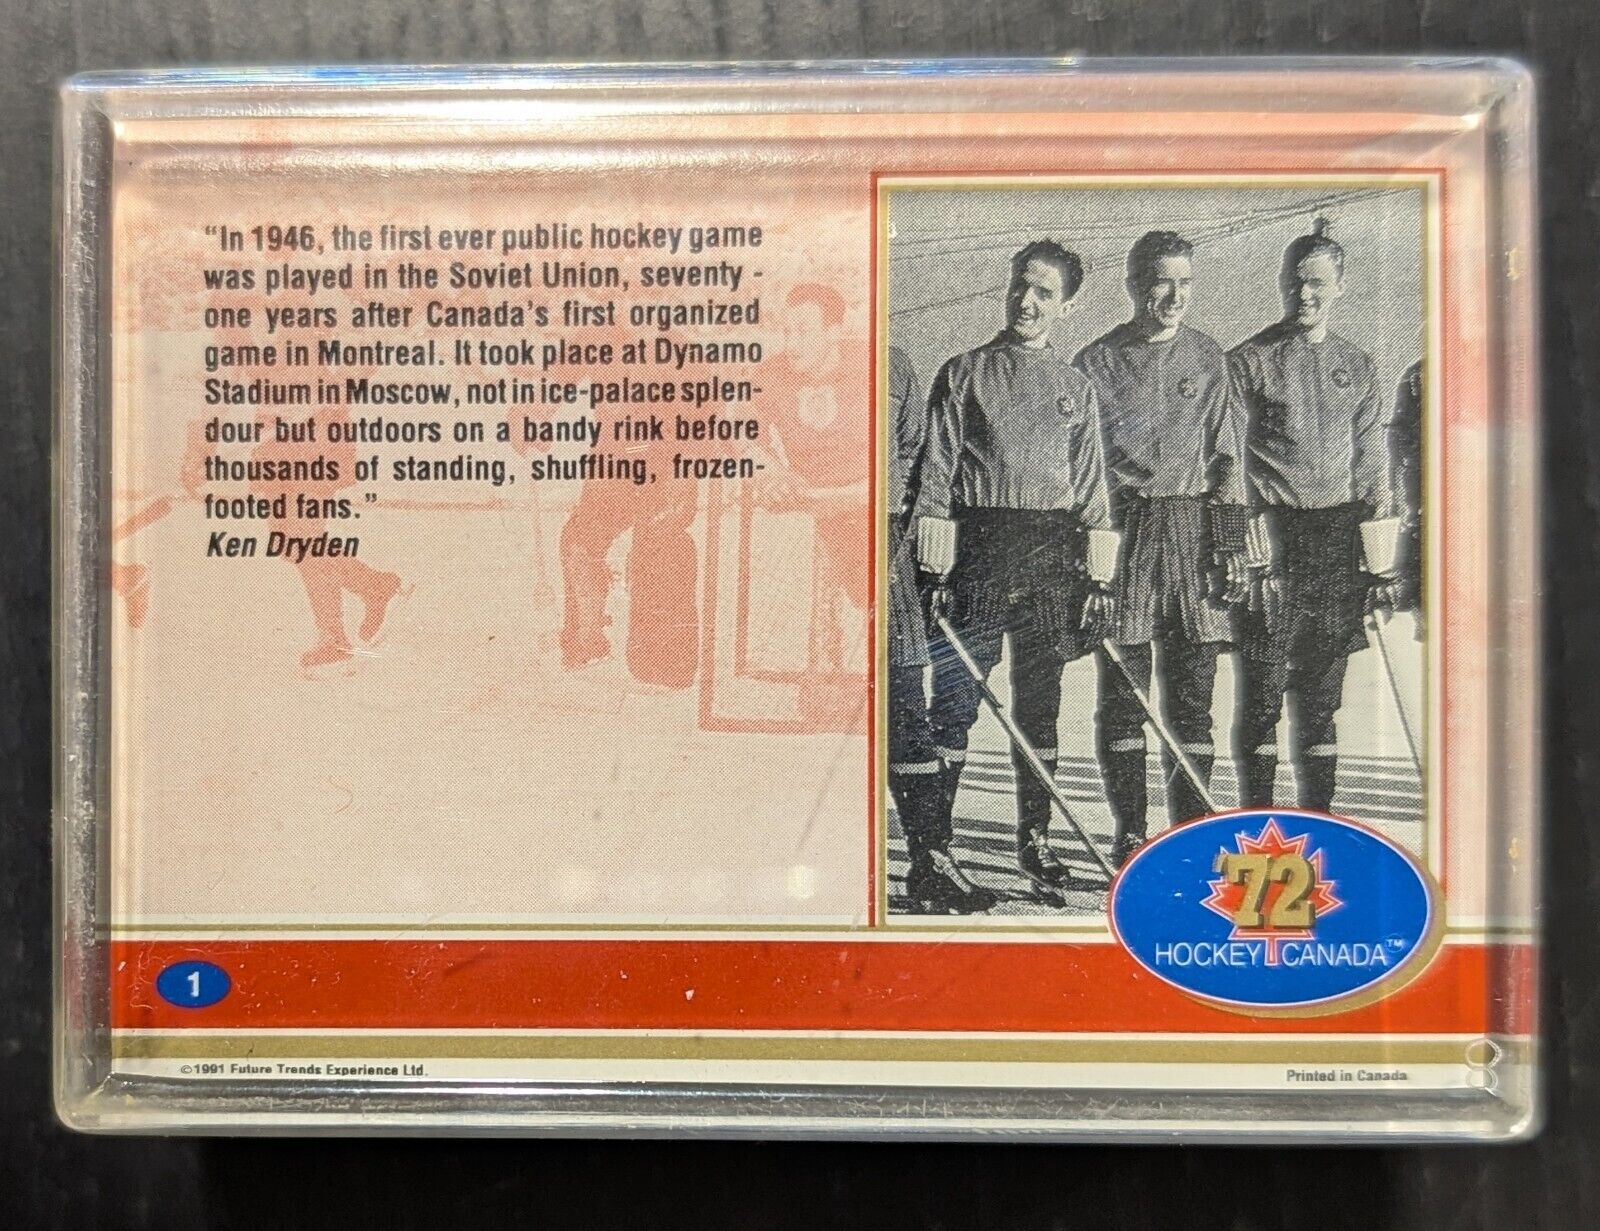 “In 1946, the first ever public hockey game
was played in the Soviet Union, seventy -
one years after Canada’s first organized
game in Montreal. It took place at Dynamo
Stadium in Moscow, not in ice-palace splen-
dour but outdoors on a bandy rink before
thousands of standing, shuffling, frozen-
footed fans.”
Ken Dryden
'72
HOCKEY CANADA™
1
©1991 Future Trends Experience Ltd.
Printed in Canada